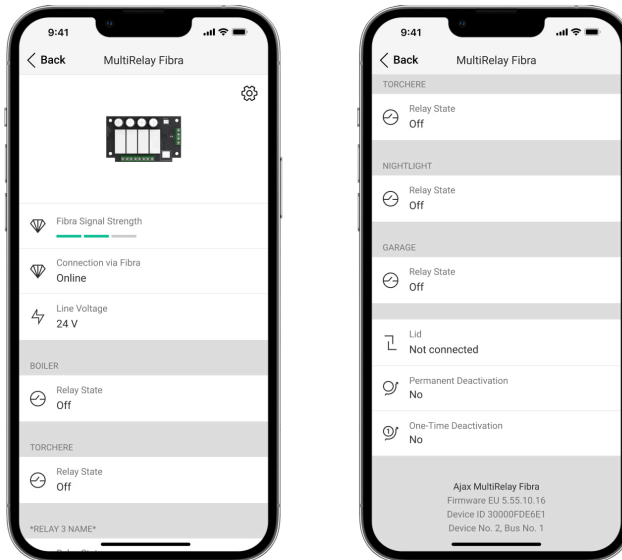 9:41
Back MultiRelay Fibra
Fibra Signal Strength
Connection via Fibra
Online
Line Voltage
24 V
BOILER
Relay State
Off
TORCHERE
Relay State
Off
*RELAY 3 NAME*
Relay State
9:41
Back MultiRelay Fibra
TORCHERE
Relay State
Off
NIGHTLIGHT
Relay State
Off
GARAGE
Relay State
Off
Lid
Not connected
Permanent Deactivation
No
One-Time Deactivation
No
Ajax MultiRelay Fibra
Firmware EU 5.55.10.16
Device ID 30000FDE6E1
Device No. 2, Bus No. 1